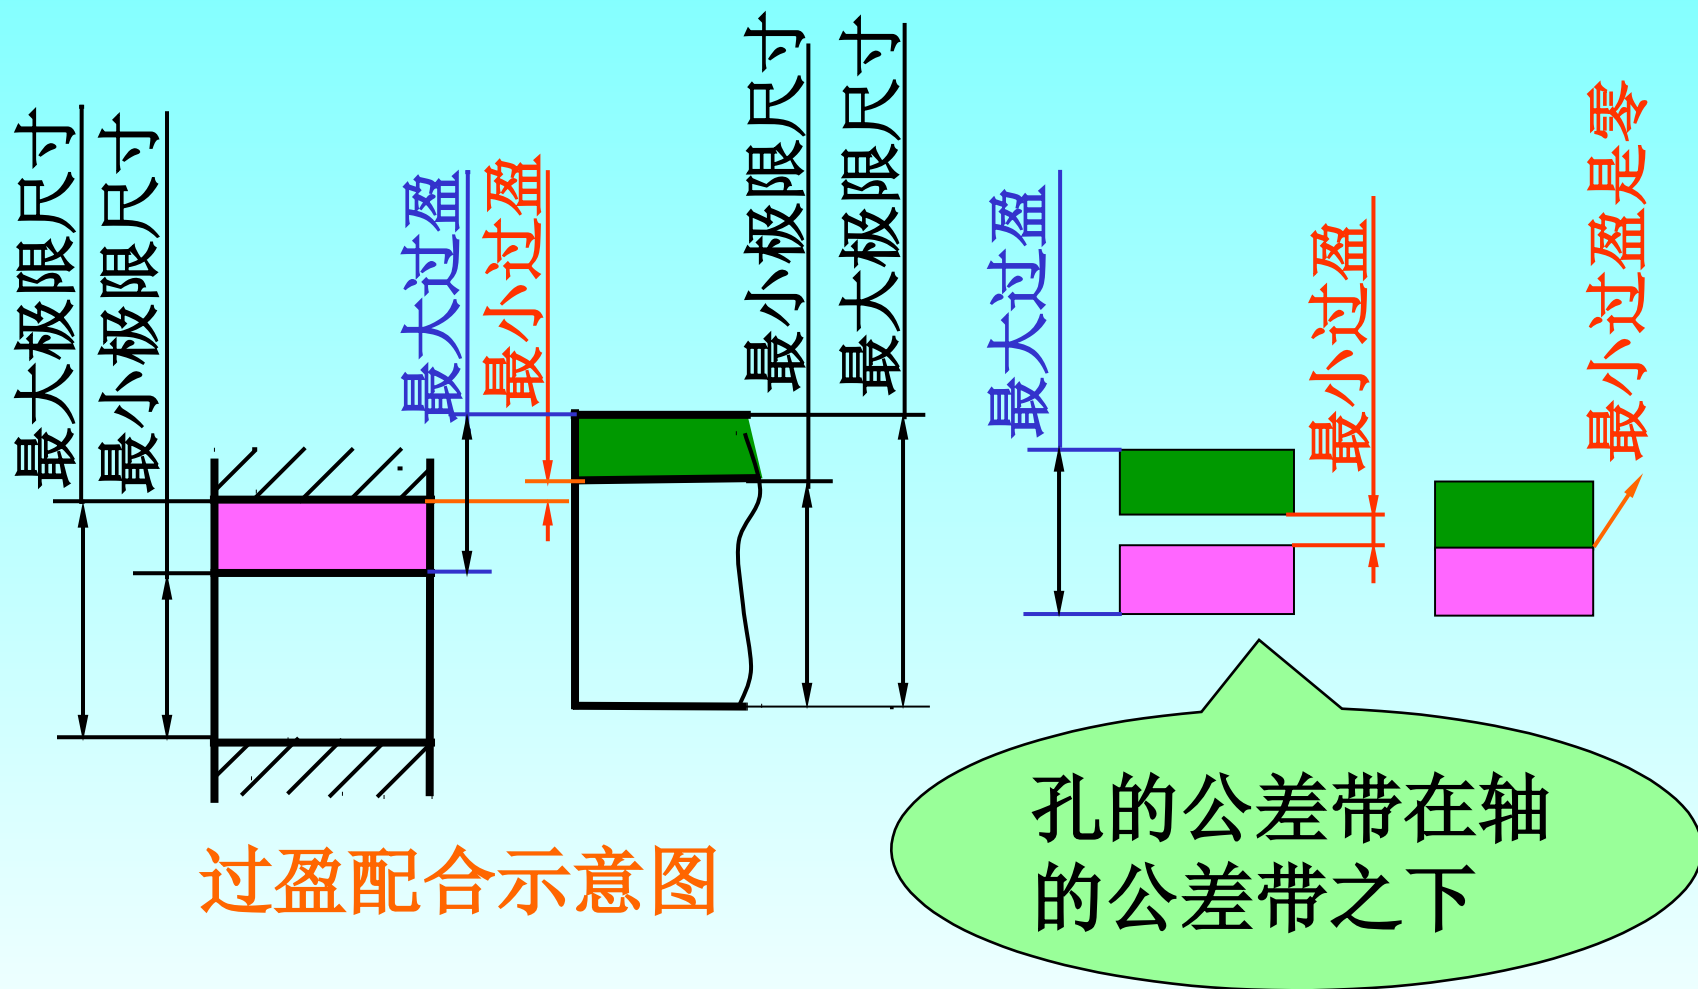 最大极限尺寸
最小极限尺寸
最大过盈
最小过盈
最小极限尺寸
最大极限尺寸
最大过盈
最小过盈
最小过盈是零
过盈配合示意图
孔的公差带在轴
的公差带之下